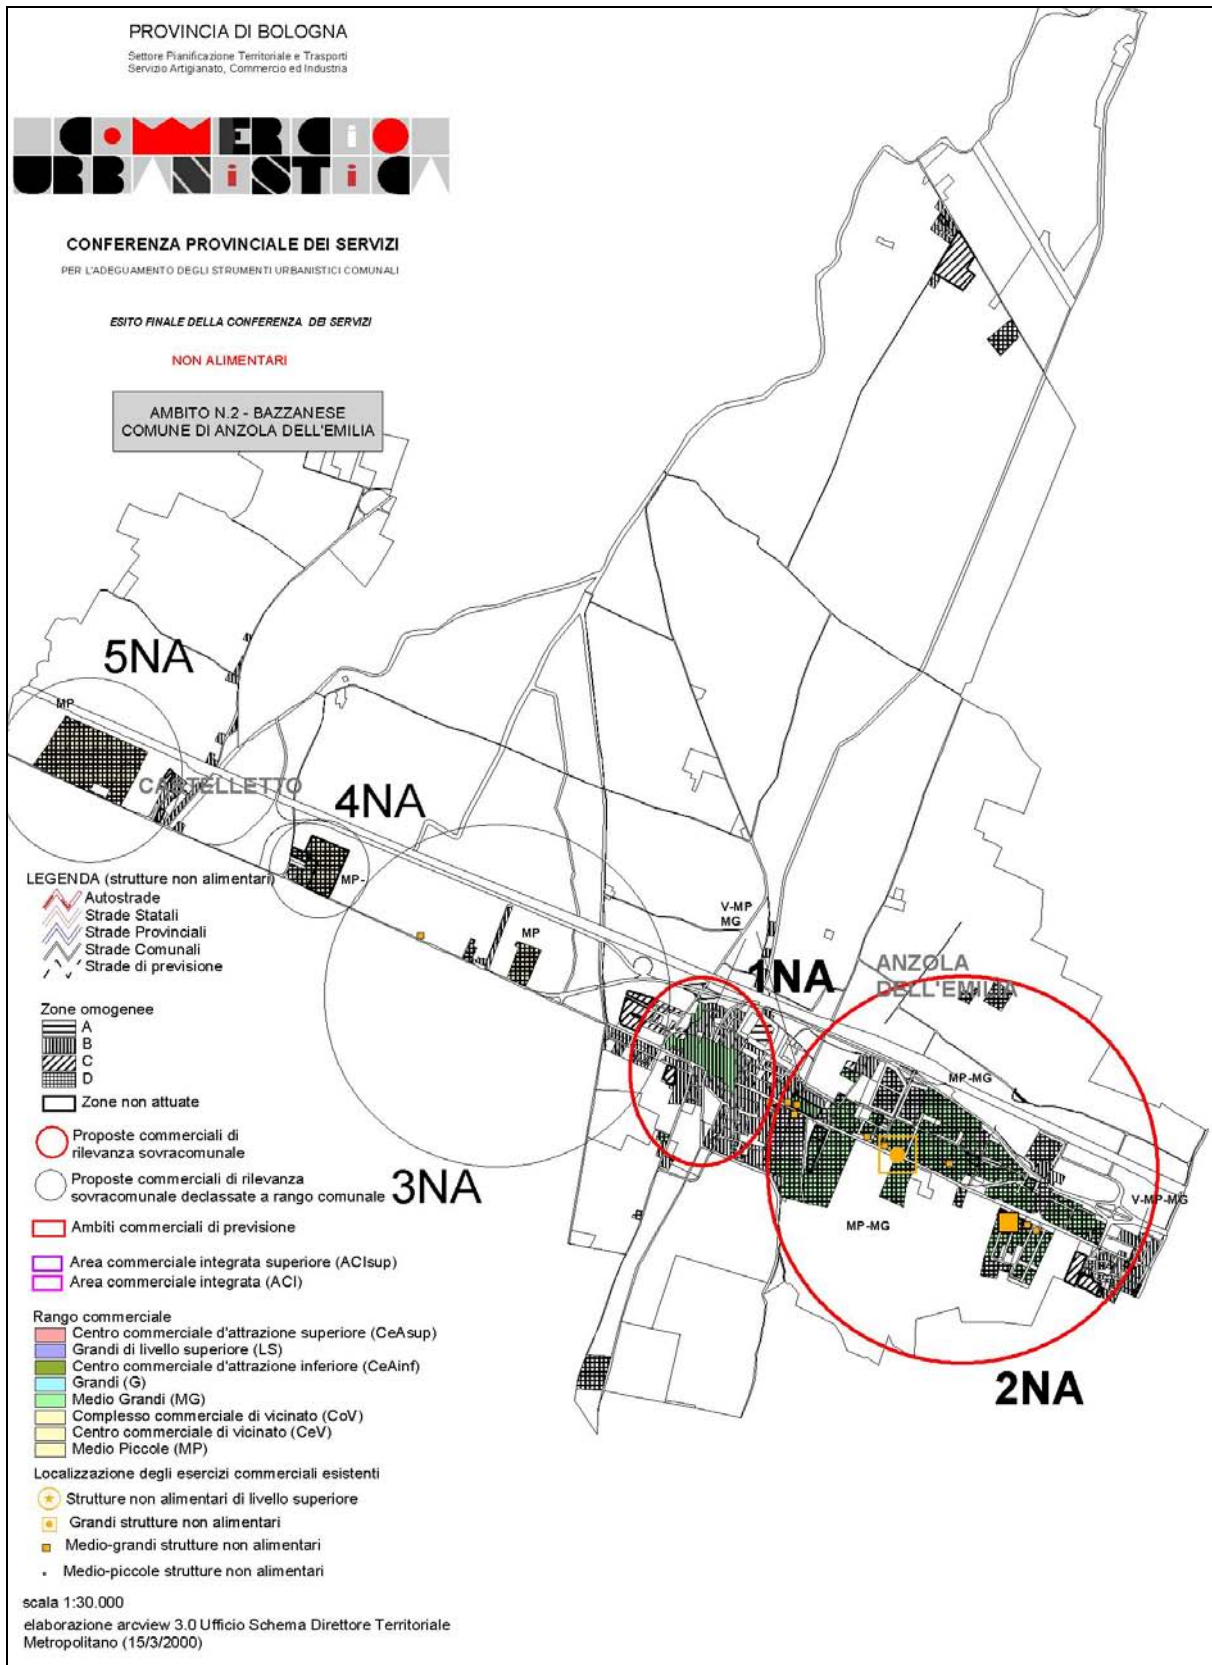 PROVINCIA DI BOLOGNA
Settore Pianificazione Territoriale e Trasporti
Servizio Artigianato, Commercio ed Industria
COMMERCIO
URBANISTICA
CONFERENZA PROVINCIALE DEI SERVIZI
PER L'ADEGUAMENTO DEGLI STRUMENTI URBANISTICI COMUNALI
ESITO FINALE DELLA CONFERENZA DEI SERVIZI
NON ALIMENTARI
AMBITO N.2 - BAZZANESE
COMUNE DI ANZOLA DELL'EMILIA
5NA
MP
CASTELLETTO
4NA
MP-
V-MP
MG
MP
1NA
ANZOLA
DELL'EMILIA
MP-MG
V-MP-MG
MP-MG
3NA
2NA
LEGENDA (strutture non alimentari)
Autostrade
Strade Statali
Strade Provinciali
Strade Comunali
Strade di previsione
Zone omogenee
A
B
C
D
Zone non attuate
Proposte commerciali di
rilevanza sovracomunale
Proposte commerciali di rilevanza
sovracomunale declassate a rango comunale
Ambiti commerciali di previsione
Area commerciale integrata superiore (ACIsup)
Area commerciale integrata (ACI)
Rango commerciale
Centro commerciale d'attrazione superiore (CeAsup)
Grandi di livello superiore (LS)
Centro commerciale d'attrazione inferiore (CeAinf)
Grandi (G)
Medio Grandi (MG)
Complesso commerciale di vicinato (CoV)
Centro commerciale di vicinato (CeV)
Medio Piccole (MP)
Localizzazione degli esercizi commerciali esistenti
Strutture non alimentari di livello superiore
Grandi strutture non alimentari
Medio-grandi strutture non alimentari
Medio-piccole strutture non alimentari
scala 1:30.000
elaborazione arcview 3.0 Ufficio Schema Direttore Territoriale
Metropolitano (15/3/2000)